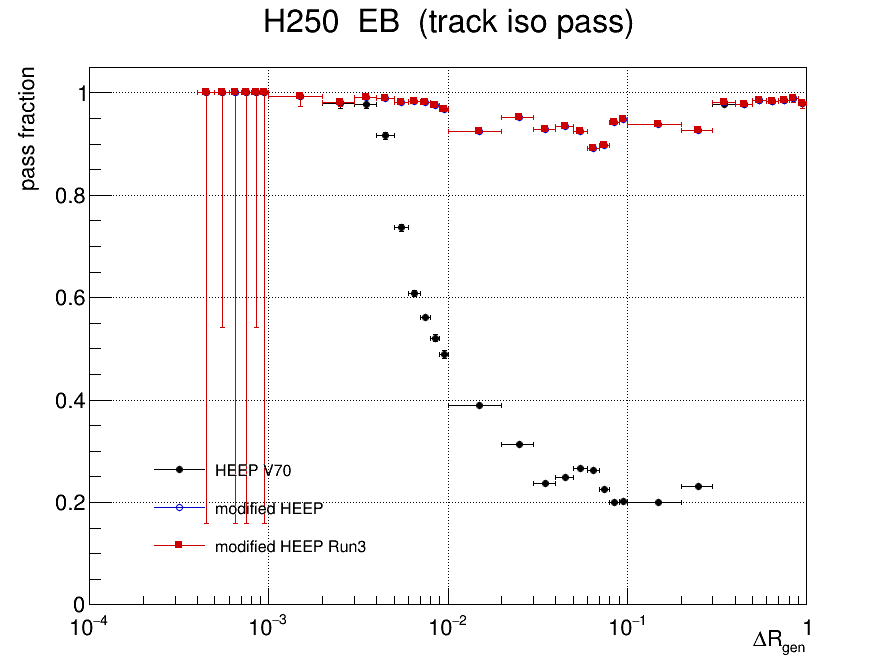 H250 EB (track iso pass)
pass fraction
1
0.8
0.6
0.4
0.2
0
HEEP V70
modified HEEP
modified HEEP Run3
10⁻⁴ 10⁻³ 10⁻² 10⁻¹ 1
ΔR_gen